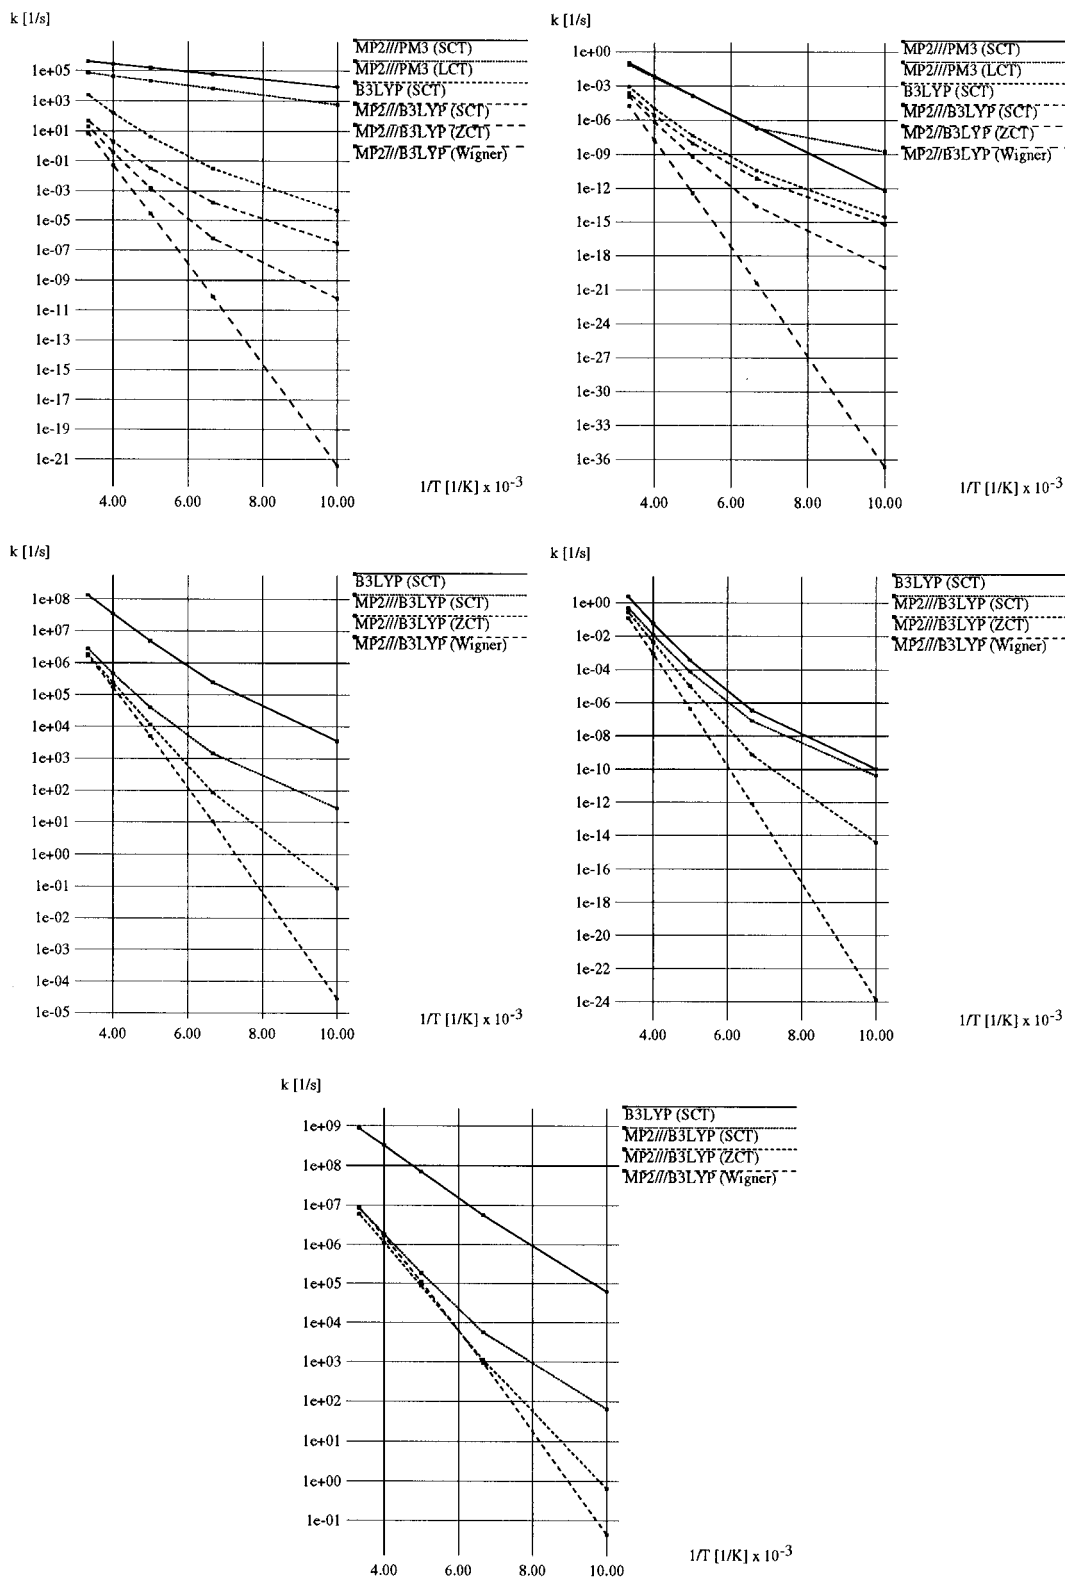 k [1/s]
MP2///PM3 (SCT)
MP2///PM3 (LCT)
B3LYP (SCT)
MP2///B3LYP (SCT)
MP2///B3LYP (ZCT)
MP2///B3LYP (Wigner)
1e+05
1e+03
1e+01
1e-01
1e-03
1e-05
1e-07
1e-09
1e-11
1e-13
1e-15
1e-17
1e-19
1e-21
1/T [1/K] x 10-3
4.00 6.00 8.00 10.00
k [1/s]
MP2///PM3 (SCT)
MP2///PM3 (LCT)
B3LYP (SCT)
MP2///B3LYP (SCT)
MP2//B3LYP (ZCT)
MP2//B3LYP (Wigner)
1e+00
1e-03
1e-06
1e-09
1e-12
1e-15
1e-18
1e-21
1e-24
1e-27
1e-30
1e-33
1e-36
1/T [1/K] x 10-3
4.00 6.00 8.00 10.00
k [1/s]
B3LYP (SCT)
MP2///B3LYP (SCT)
MP2///B3LYP (ZCT)
MP2///B3LYP (Wigner)
1e+08
1e+07
1e+06
1e+05
1e+04
1e+03
1e+02
1e+01
1e+00
1e-01
1e-02
1e-03
1e-04
1e-05
1/T [1/K] x 10-3
4.00 6.00 8.00 10.00
k [1/s]
B3LYP (SCT)
MP2///B3LYP (SCT)
MP2///B3LYP (ZCT)
MP2///B3LYP (Wigner)
1e+00
1e-02
1e-04
1e-06
1e-08
1e-10
1e-12
1e-14
1e-16
1e-18
1e-20
1e-22
1e-24
1/T [1/K] x 10-3
4.00 6.00 8.00 10.00
k [1/s]
B3LYP (SCT)
MP2///B3LYP (SCT)
MP2///B3LYP (ZCT)
MP2///B3LYP (Wigner)
1e+09
1e+08
1e+07
1e+06
1e+05
1e+04
1e+03
1e+02
1e+01
1e+00
1e-01
1/T [1/K] x 10-3
4.00 6.00 8.00 10.00